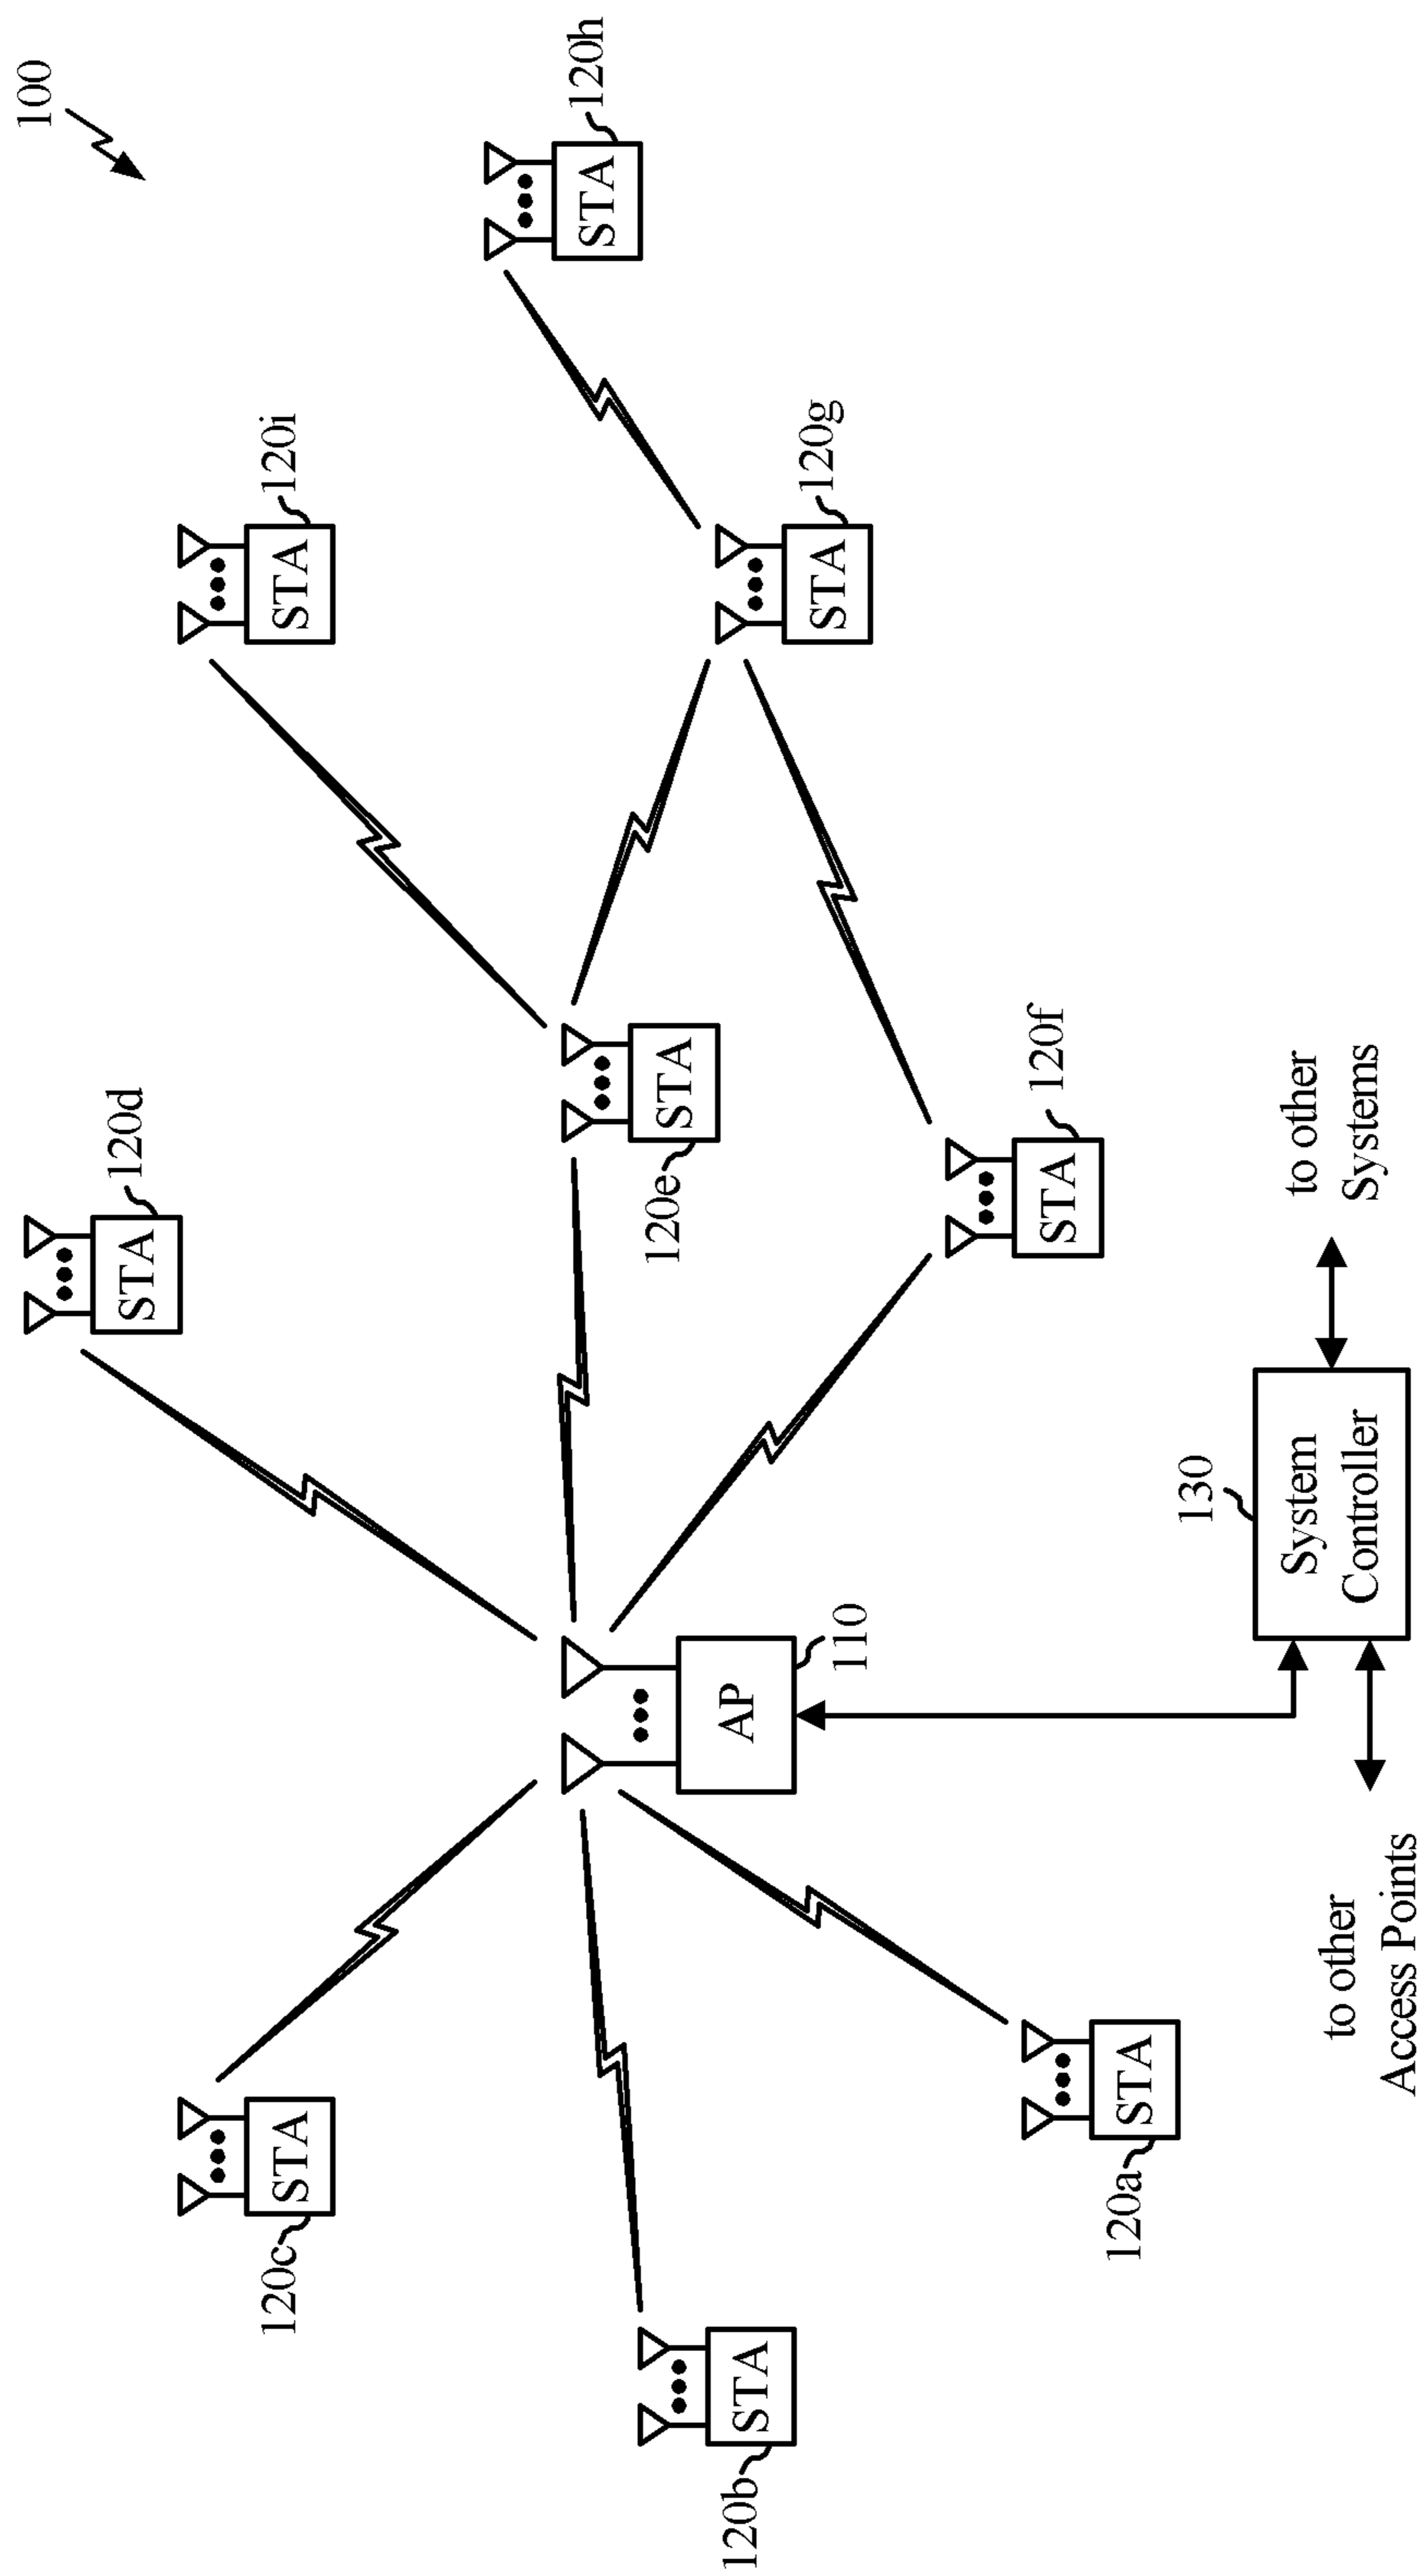 100
120d
STA
120i
STA
120h
STA
120c
STA
120e
STA
120g
STA
AP
110
120b
STA
120f
STA
120a
STA
130
System
Controller
to other
Systems
to other
Access Points